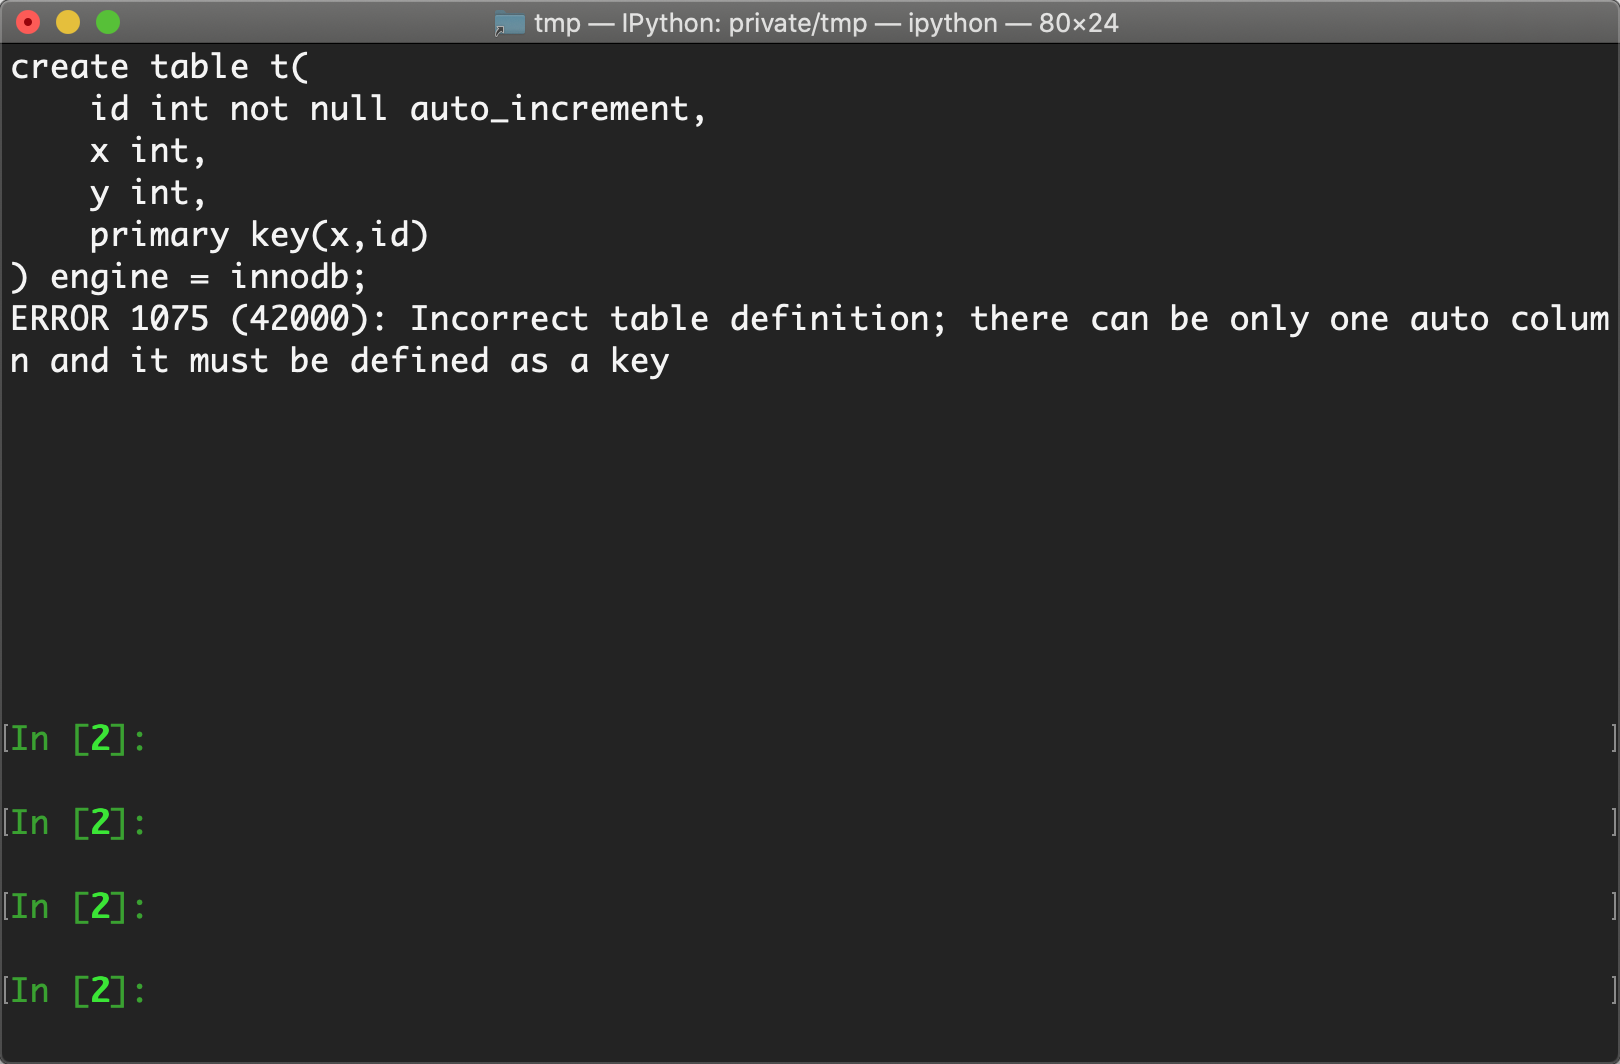 tmp — IPython: private/tmp — ipython — 80×24
create table t(
    id int not null auto_increment,
    x int,
    y int,
    primary key(x,id)
) engine = innodb;
ERROR 1075 (42000): Incorrect table definition; there can be only one auto colum
n and it must be defined as a key
[In [2]: ]
[In [2]: ]
[In [2]: ]
[In [2]: ]